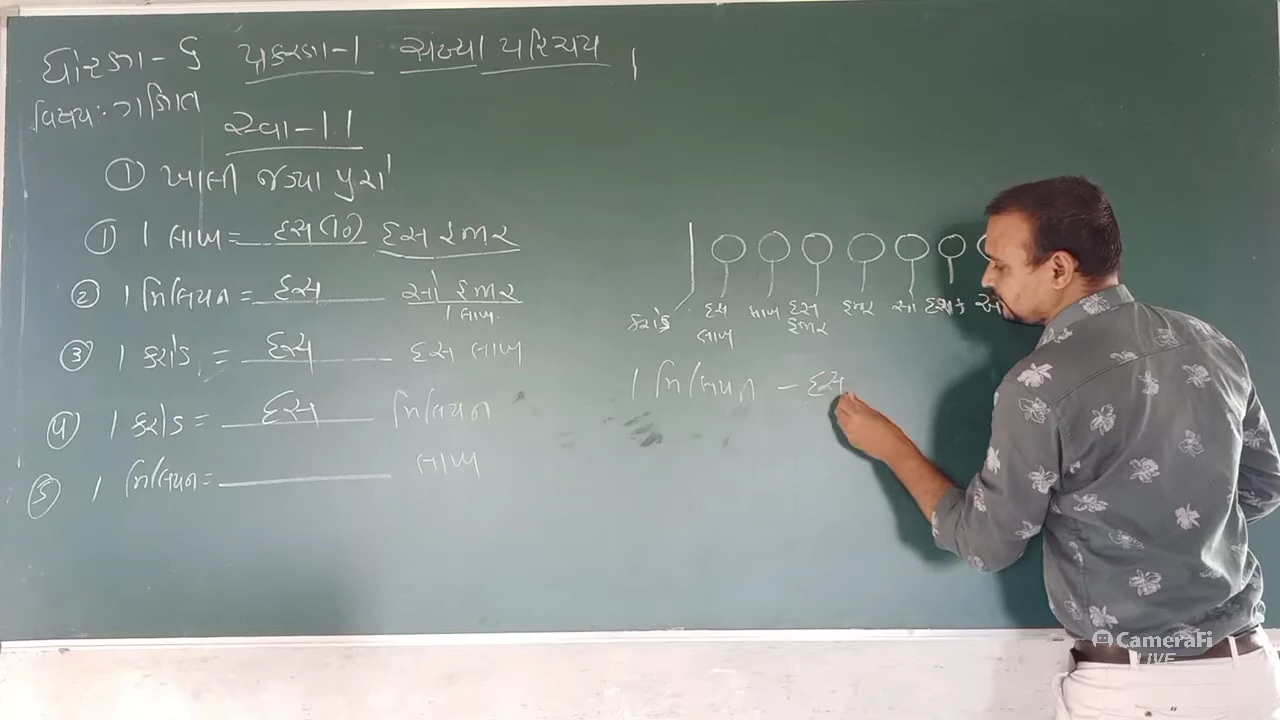 ધોરણ - ૬ પ્રકરણ - 1 સંખ્યા પરિચય
વિષય: ગણિત
સ્વા - 1.1
① ખાલી જગ્યા પુરો
① 1 લાખ = દસ (10) દસ હજાર
② 1 મિલિયન = દસ સો હજાર
1 લાખ
③ 1 કરોડ = દસ દસ લાખ
④ 1 કરોડ = દસ મિલિયન
⑤ 1 મિલિયન = લાખ
કરોડ દસ લાખ લાખ દસ હજાર હજાર સો દશક
1 મિલિયન - દસ
CameraFi
LIVE